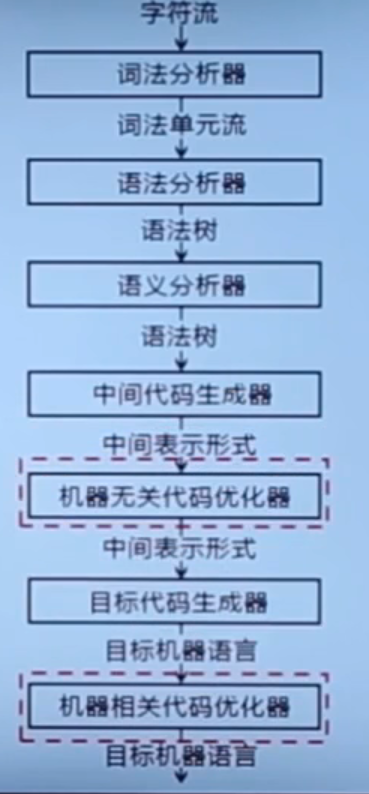 字符流
词法分析器
词法单元流
语法分析器
语法树
语义分析器
语法树
中间代码生成器
中间表示形式
机器无关代码优化器
中间表示形式
目标代码生成器
目标机器语言
机器相关代码优化器
目标机器语言